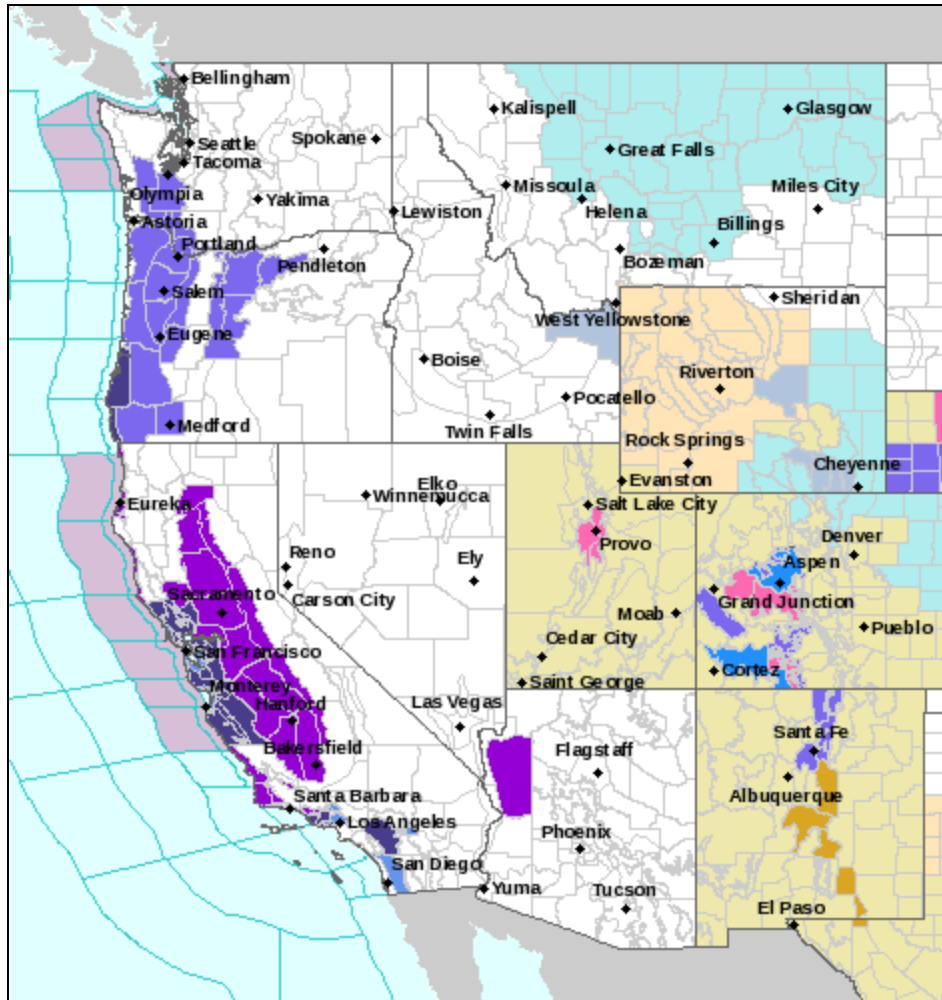 Bellingham
Kalispell
Glasgow
Seattle
Spokane
Great Falls
Tacoma
Missoula
Miles City
Olympia
Yakima
Helena
Lewiston
Astoria
Billings
Portland
Pendleton
Bozeman
Salem
Sheridan
West Yellowstone
Eugene
Boise
Riverton
Pocatello
Medford
Twin Falls
Rock Springs
Cheyenne
Evanston
Elko
Winnemucca
Eureka
Salt Lake City
Provo
Denver
Reno
Ely
Aspen
Sacramento
Carson City
Grand Junction
Moab
Pueblo
San Francisco
Cedar City
Cortez
Saint George
Monterey
Hanford
Las Vegas
Santa Fe
Bakersfield
Flagstaff
Albuquerque
Santa Barbara
Los Angeles
Phoenix
San Diego
Yuma
Tucson
El Paso